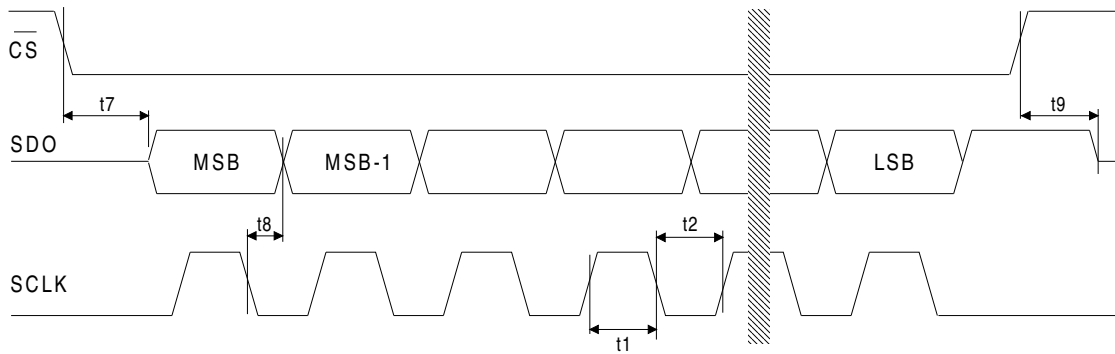 CS
t7
t9
SDO
MSB
MSB-1
LSB
t8
t2
SCLK
t1